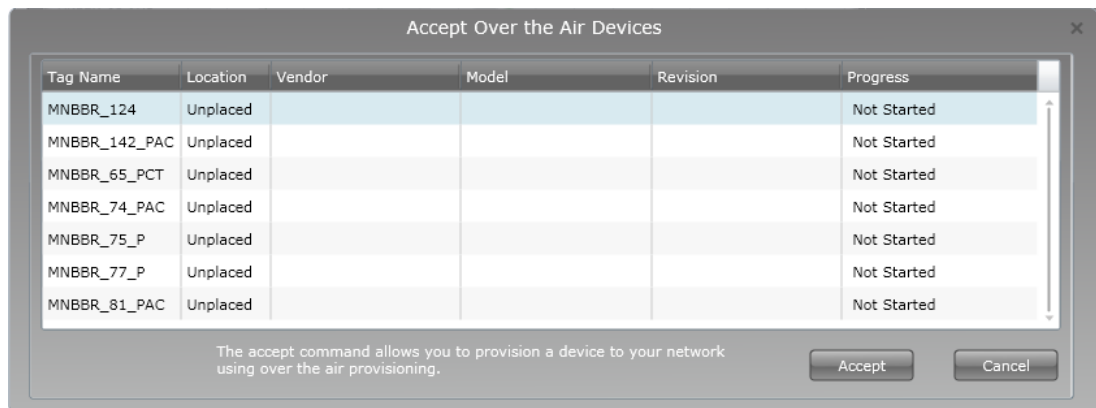 Accept Over the Air Devices
Tag Name Location Vendor Model Revision Progress
MNBBR_124 Unplaced Not Started
MNBBR_142_PAC Unplaced Not Started
MNBBR_65_PCT Unplaced Not Started
MNBBR_74_PAC Unplaced Not Started
MNBBR_75_P Unplaced Not Started
MNBBR_77_P Unplaced Not Started
MNBBR_81_PAC Unplaced Not Started
The accept command allows you to provision a device to your network
using over the air provisioning.
Accept Cancel